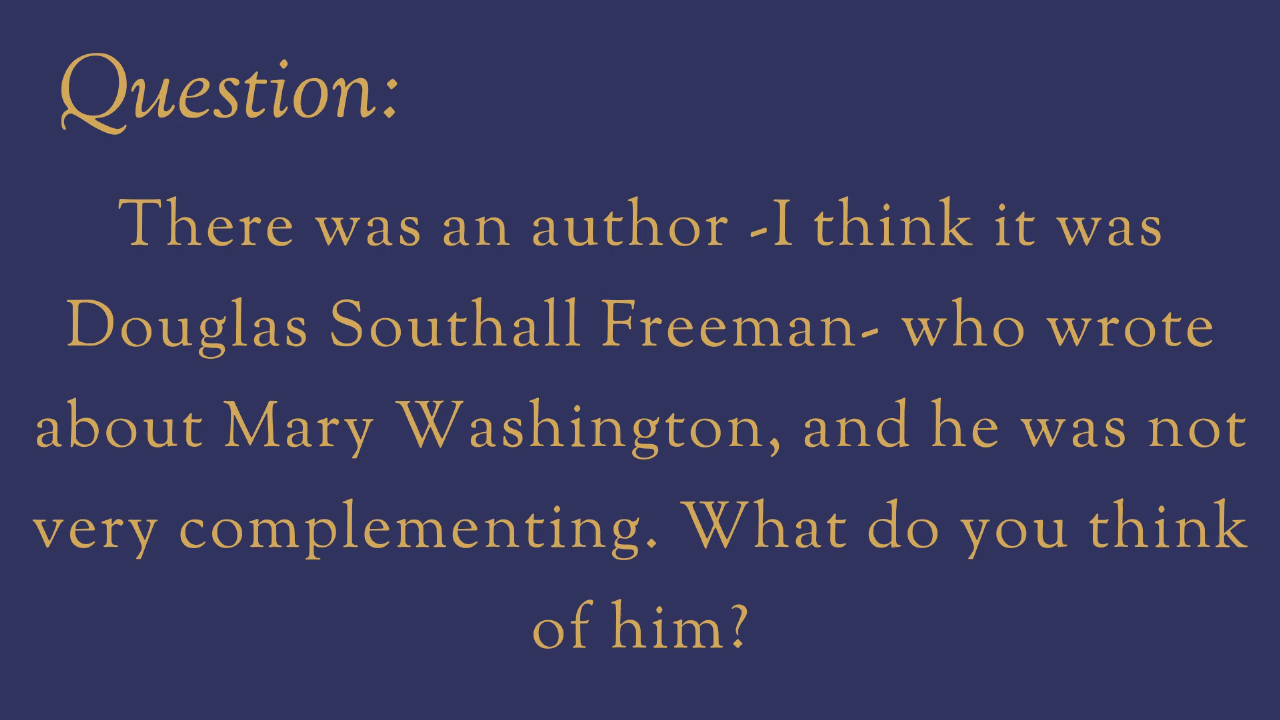 Question:
There was an author -I think it was
Douglas Southall Freeman- who wrote
about Mary Washington, and he was not
very complementing. What do you think
of him?